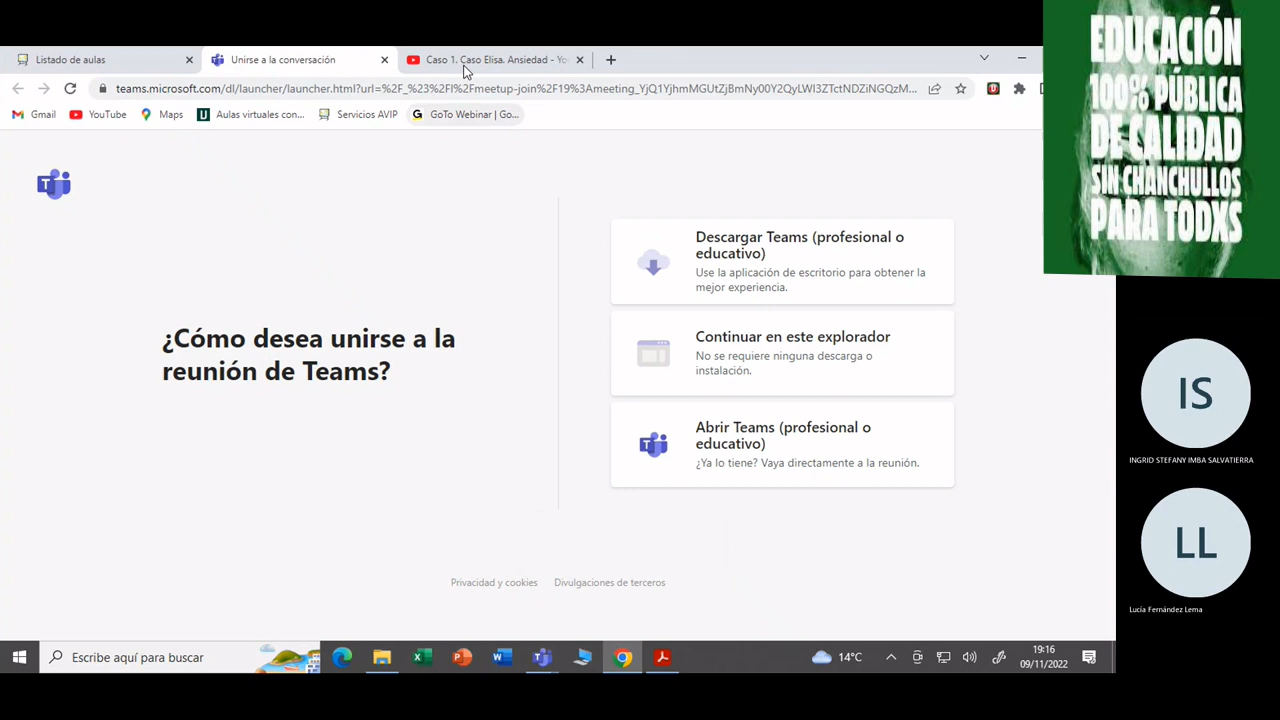 Listado de aulas
Unirse a la conversación
Caso 1. Caso Elisa. Ansiedad - Yo
teams.microsoft.com/dl/launcher/launcher.html?url=%2F_%23%2Fl%2Fmeetup-join%2F19%3Ameeting_YjQ1YjhmMGUtZjBmNy00Y2QyLWI3ZTctNDZiNGQzM...
Gmail
YouTube
Maps
Aulas virtuales con...
Servicios AVIP
GoTo Webinar | Go...
EDUCACIÓN
100% PÚBLICA
DE CALIDAD
SIN CHANCHULLOS
PARA TODXS
¿Cómo desea unirse a la
reunión de Teams?
Descargar Teams (profesional o
educativo)
Use la aplicación de escritorio para obtener la
mejor experiencia.
Continuar en este explorador
No se requiere ninguna descarga o
instalación.
Abrir Teams (profesional o
educativo)
¿Ya lo tiene? Vaya directamente a la reunión.
Privacidad y cookies
Divulgaciones de terceros
IS
INGRID STEFANY IMBA SALVATIERRA
LL
Lucía Fernández Lema
Escribe aquí para buscar
14°C
19:16
09/11/2022